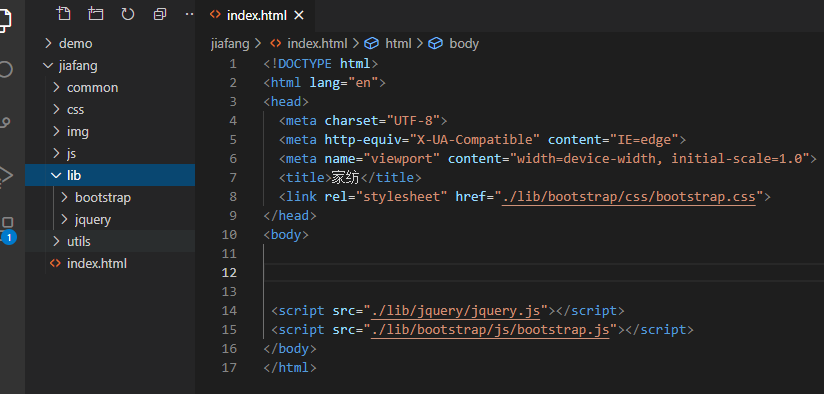 index.html
demo
jiafang
common
css
img
js
lib
bootstrap
jquery
utils
index.html
1
jiafang > index.html > html > body
1 <!DOCTYPE html>
2 <html lang="en">
3 <head>
4 <meta charset="UTF-8">
5 <meta http-equiv="X-UA-Compatible" content="IE=edge">
6 <meta name="viewport" content="width=device-width, initial-scale=1.0">
7 <title>家纺</title>
8 <link rel="stylesheet" href="./lib/bootstrap/css/bootstrap.css">
9 </head>
10 <body>
11
12
13
14 <script src="./lib/jquery/jquery.js"></script>
15 <script src="./lib/bootstrap/js/bootstrap.js"></script>
16 </body>
17 </html>